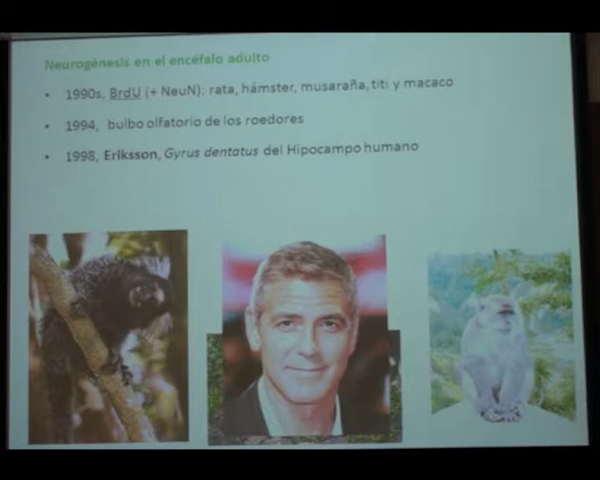 Neurogénesis en el encéfalo adulto
• 1990s, BrdU (+ NeuN): rata, hámster, musaraña, titi y macaco
• 1994, bulbo olfatorio de los roedores
• 1998, Eriksson, Gyrus dentatus del Hipocampo humano